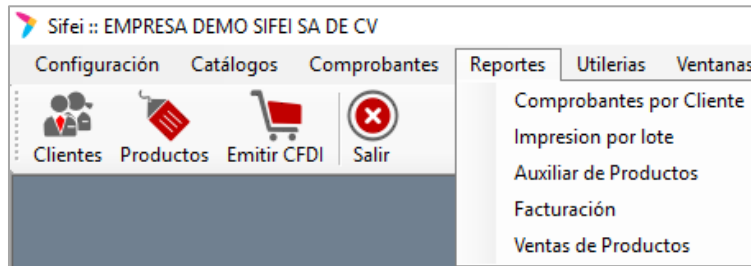 Sifei :: EMPRESA DEMO SIFEI SA DE CV
Configuración Catálogos Comprobantes Reportes Utilerias Ventanas
Clientes Productos Emitir CFDI Salir
Comprobantes por Cliente
Impresion por lote
Auxiliar de Productos
Facturación
Ventas de Productos